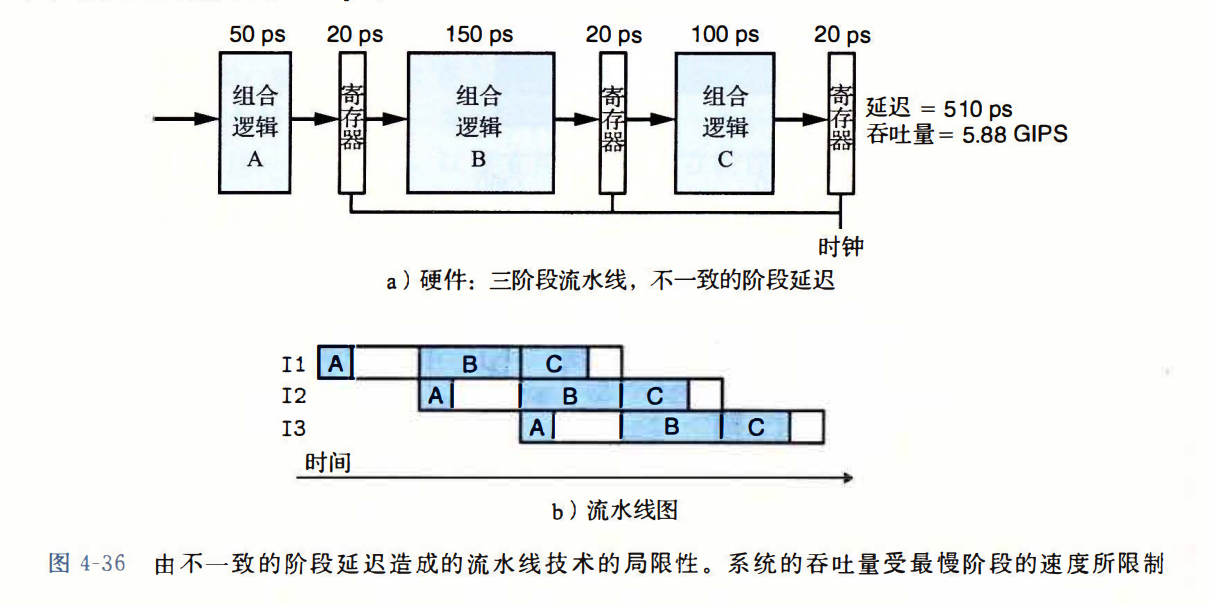 50 ps 20 ps 150 ps 20 ps 100 ps 20 ps
组合逻辑A
寄存器
组合逻辑B
寄存器
组合逻辑C
寄存器
延迟 = 510 ps
吞吐量 = 5.88 GIPS
时钟
a）硬件：三阶段流水线，不一致的阶段延迟
I1 A B C
I2 A B C
I3 A B C
时间
b）流水线图
图 4-36 由不一致的阶段延迟造成的流水线技术的局限性。系统的吞吐量受最慢阶段的速度所限制